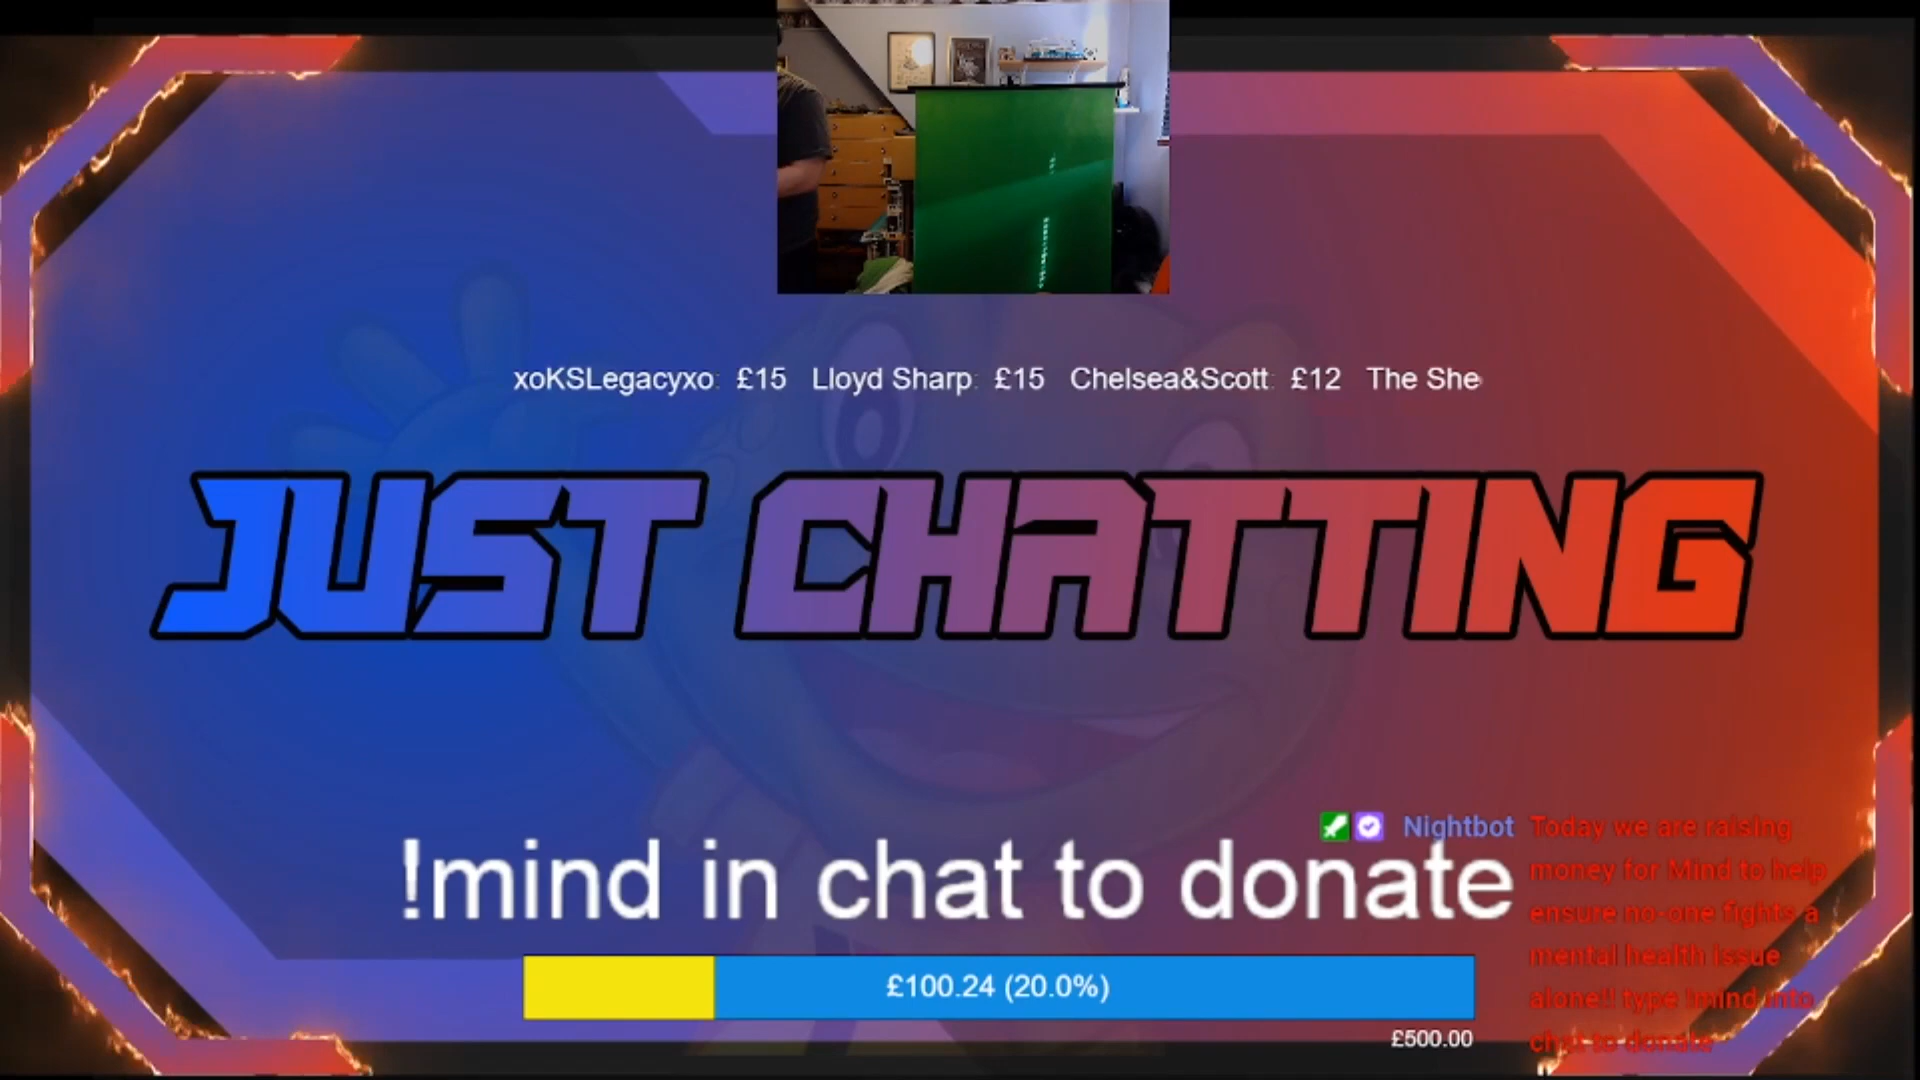 xoKSLegacyxo: £15 Lloyd Sharp: £15 Chelsea&Scott: £12 The She
JUST CHATTING
!mind in chat to donate
Nightbot Today we are raising
money for Mind to help
ensure no-one fights a
mental health issue
alone!! type !mind into
chat to donate
£100.24 (20.0%)
£500.00